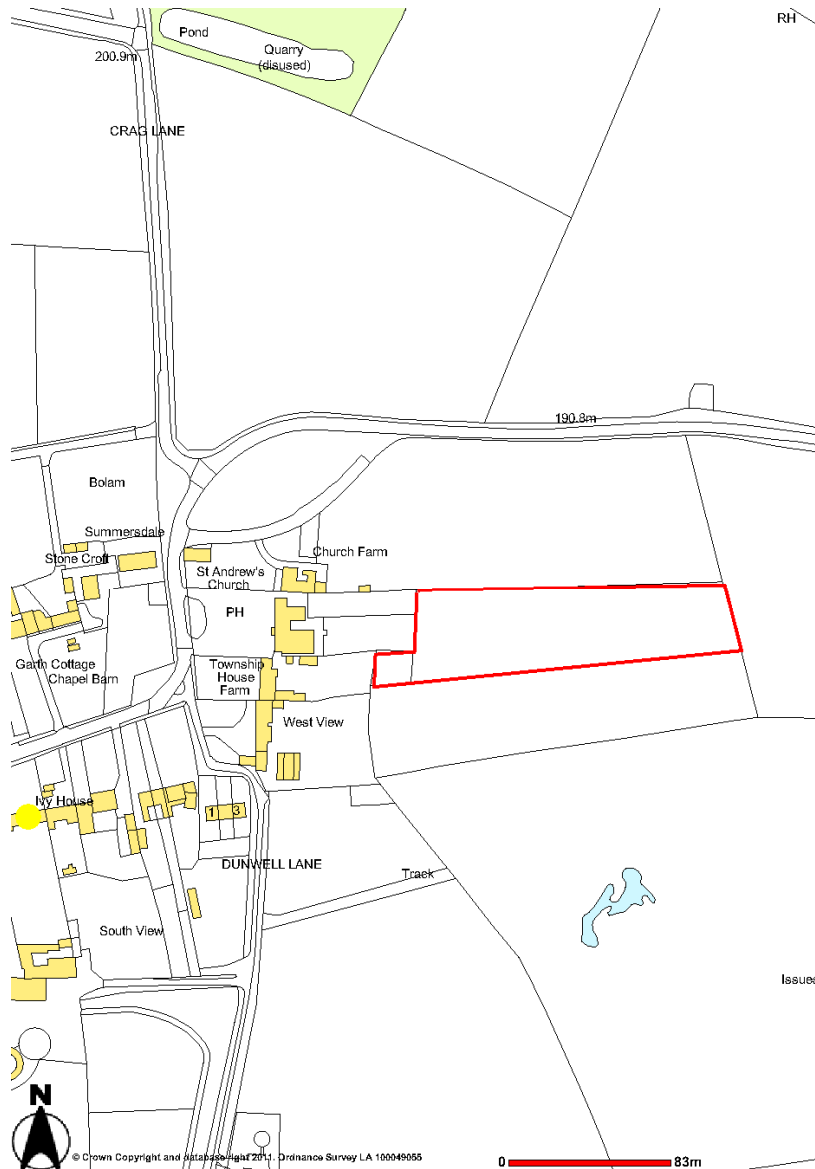 RH
Pond
Quarry
(disused)
200.9m
CRAG LANE
190.8m
Bolam
Summersdale
Stone Croft
Church Farm
St Andrew's
Church
PH
Garth Cottage
Chapel Barn
Township
House
Farm
West View
Ivy House
1 3
DUNWELL LANE
Track
South View
Issues
N
© Crown Copyright and database right 2011. Ordnance Survey LA 100049055
0 83m